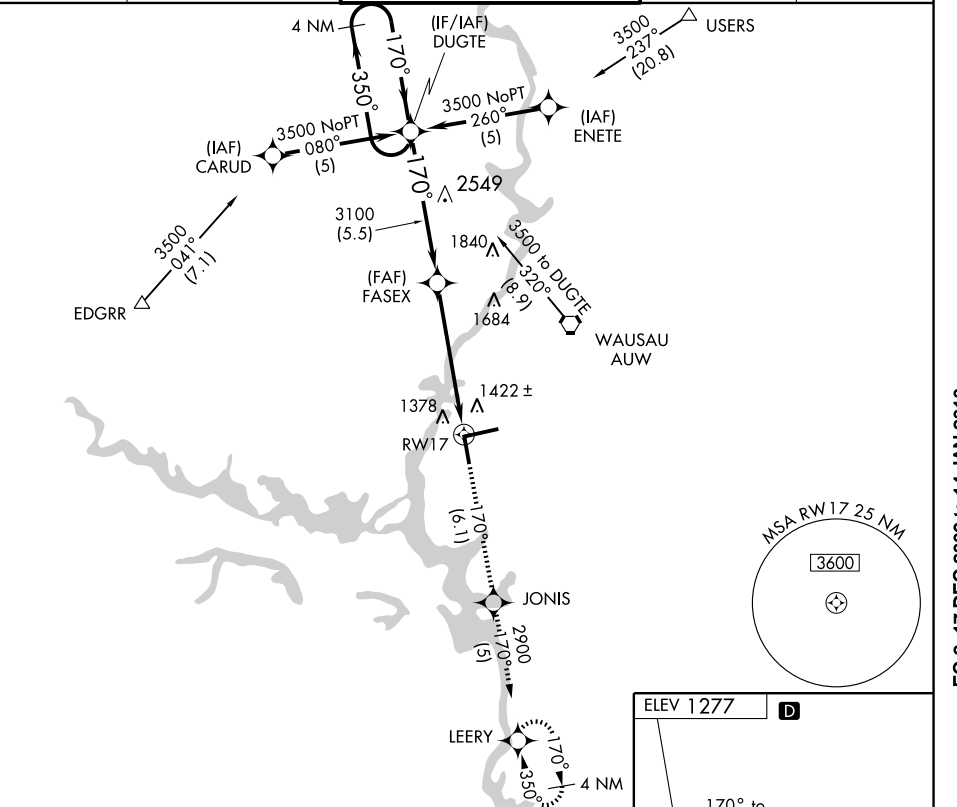 4 NM
(IF/IAF)
DUGTE
3500
237°
(20.8)
USERS
170°
350°
3500 NoPT
260°
(5)
(IAF)
ENETE
3500 NoPT
080°
(5)
(IAF)
CARUD
170°
2549
3100
(5.5)
1840
3500 to DUGTE
320°
(8.9)
3500
041°
(7.1)
EDGRR
(FAF)
FASEX
1684
WAUSAU
AUW
1378
1422 ±
RW17
170°
(6.1)
MSA RW17 25 NM
3600
JONIS
2900
170°
(5)
ELEV 1277
D
LEERY
170°
350°
4 NM
170° to